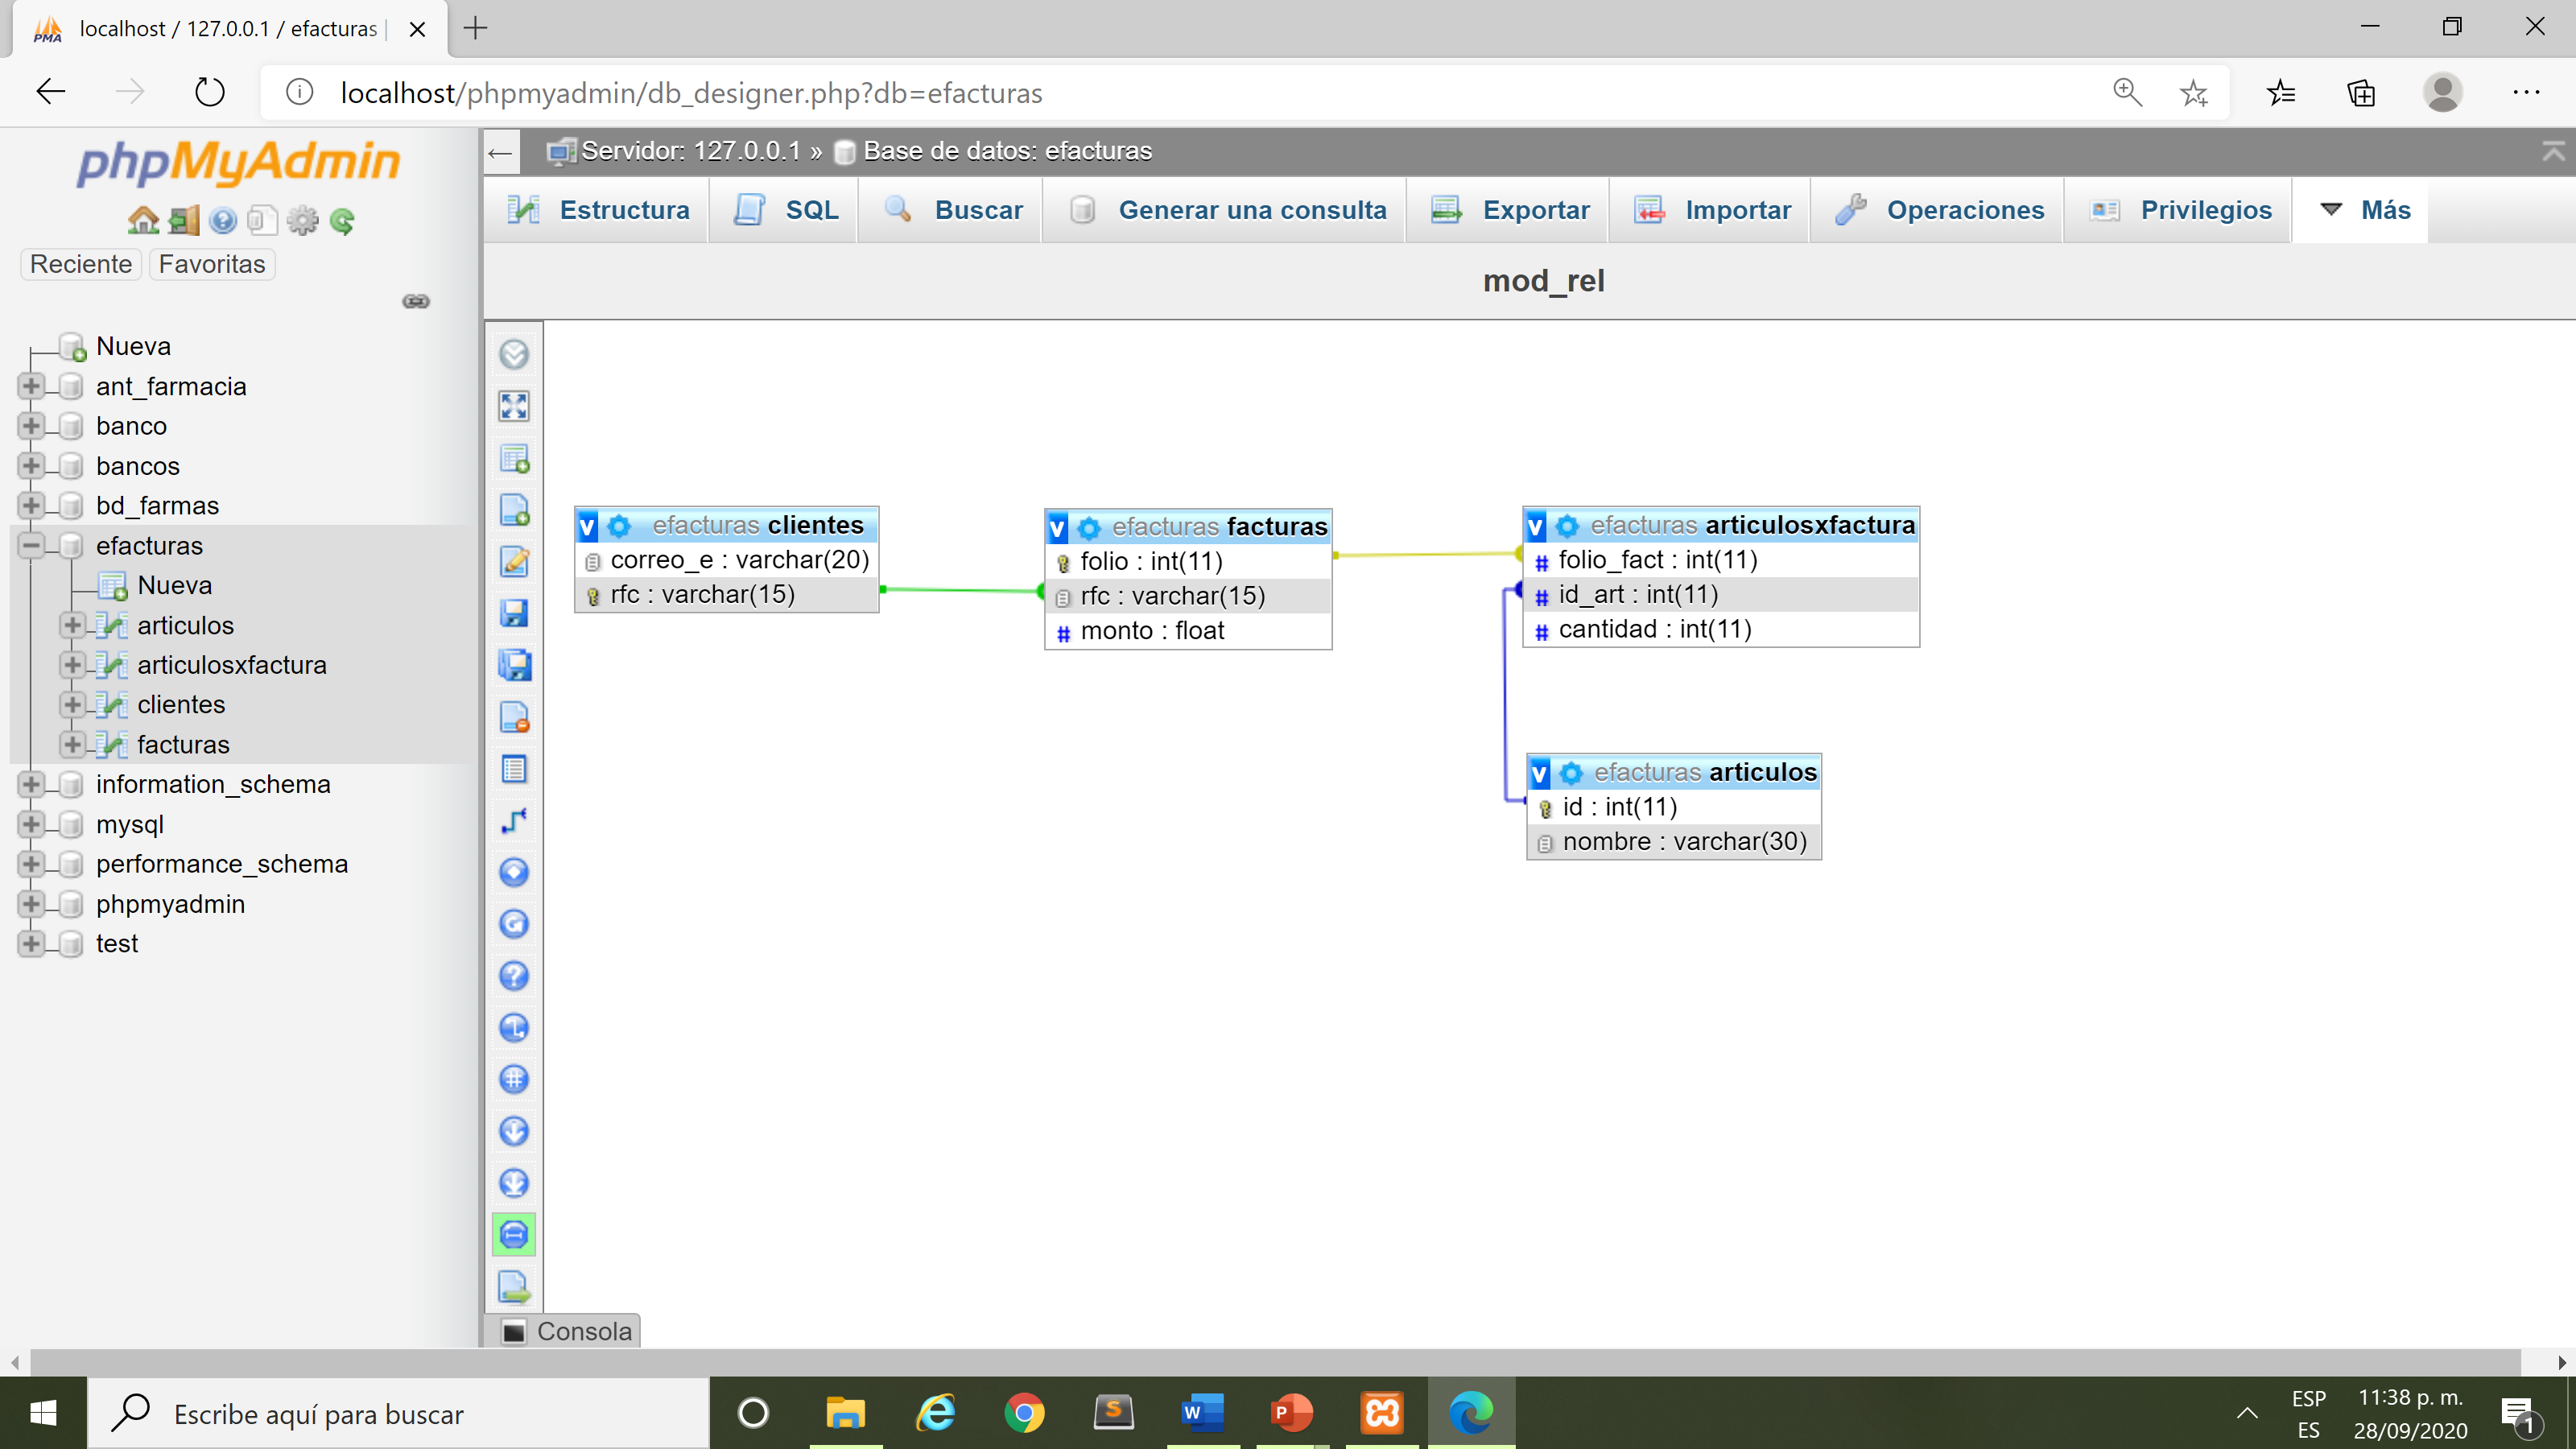 localhost / 127.0.0.1 / efacturas |
localhost/phpmyadmin/db_designer.php?db=efacturas
phpMyAdmin
Reciente Favoritas
Nueva
ant_farmacia
banco
bancos
bd_farmas
efacturas
Nueva
articulos
articulosxfactura
clientes
facturas
information_schema
mysql
performance_schema
phpmyadmin
test
Servidor: 127.0.0.1 » Base de datos: efacturas
Estructura SQL Buscar Generar una consulta Exportar Importar Operaciones Privilegios Más
mod_rel
v efacturas clientes
correo_e : varchar(20)
rfc : varchar(15)
v efacturas facturas
folio : int(11)
rfc : varchar(15)
# monto : float
v efacturas articulosxfactura
# folio_fact : int(11)
# id_art : int(11)
# cantidad : int(11)
v efacturas articulos
id : int(11)
nombre : varchar(30)
Consola
Escribe aquí para buscar
ESP
ES
11:38 p. m.
28/09/2020
1